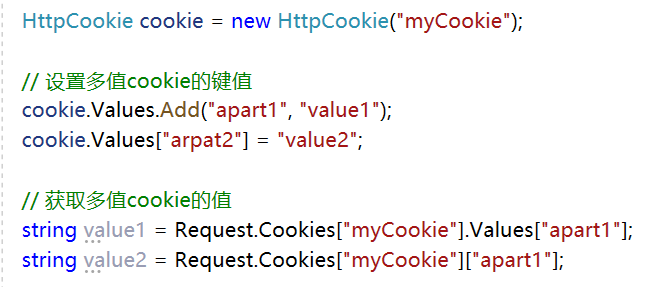 HttpCookie cookie = new HttpCookie("myCookie");
// 设置多值cookie的键值
cookie.Values.Add("apart1", "value1");
cookie.Values["arpat2"] = "value2";
// 获取多值cookie的值
string value1 = Request.Cookies["myCookie"].Values["apart1"];
string value2 = Request.Cookies["myCookie"]["apart1"];